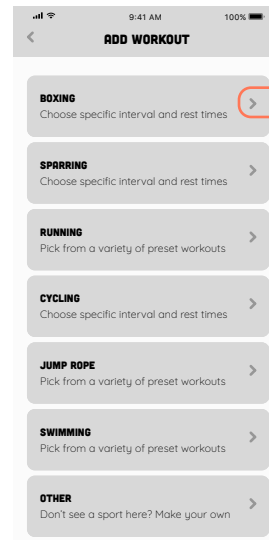 9:41 AM 100%
ADD WORKOUT
BOXING
Choose specific interval and rest times
SPARRING
Choose specific interval and rest times
RUNNING
Pick from a variety of preset workouts
CYCLING
Choose specific interval and rest times
JUMP ROPE
Pick from a variety of preset workouts
SWIMMING
Pick from a variety of preset workouts
OTHER
Don't see a sport here? Make your own